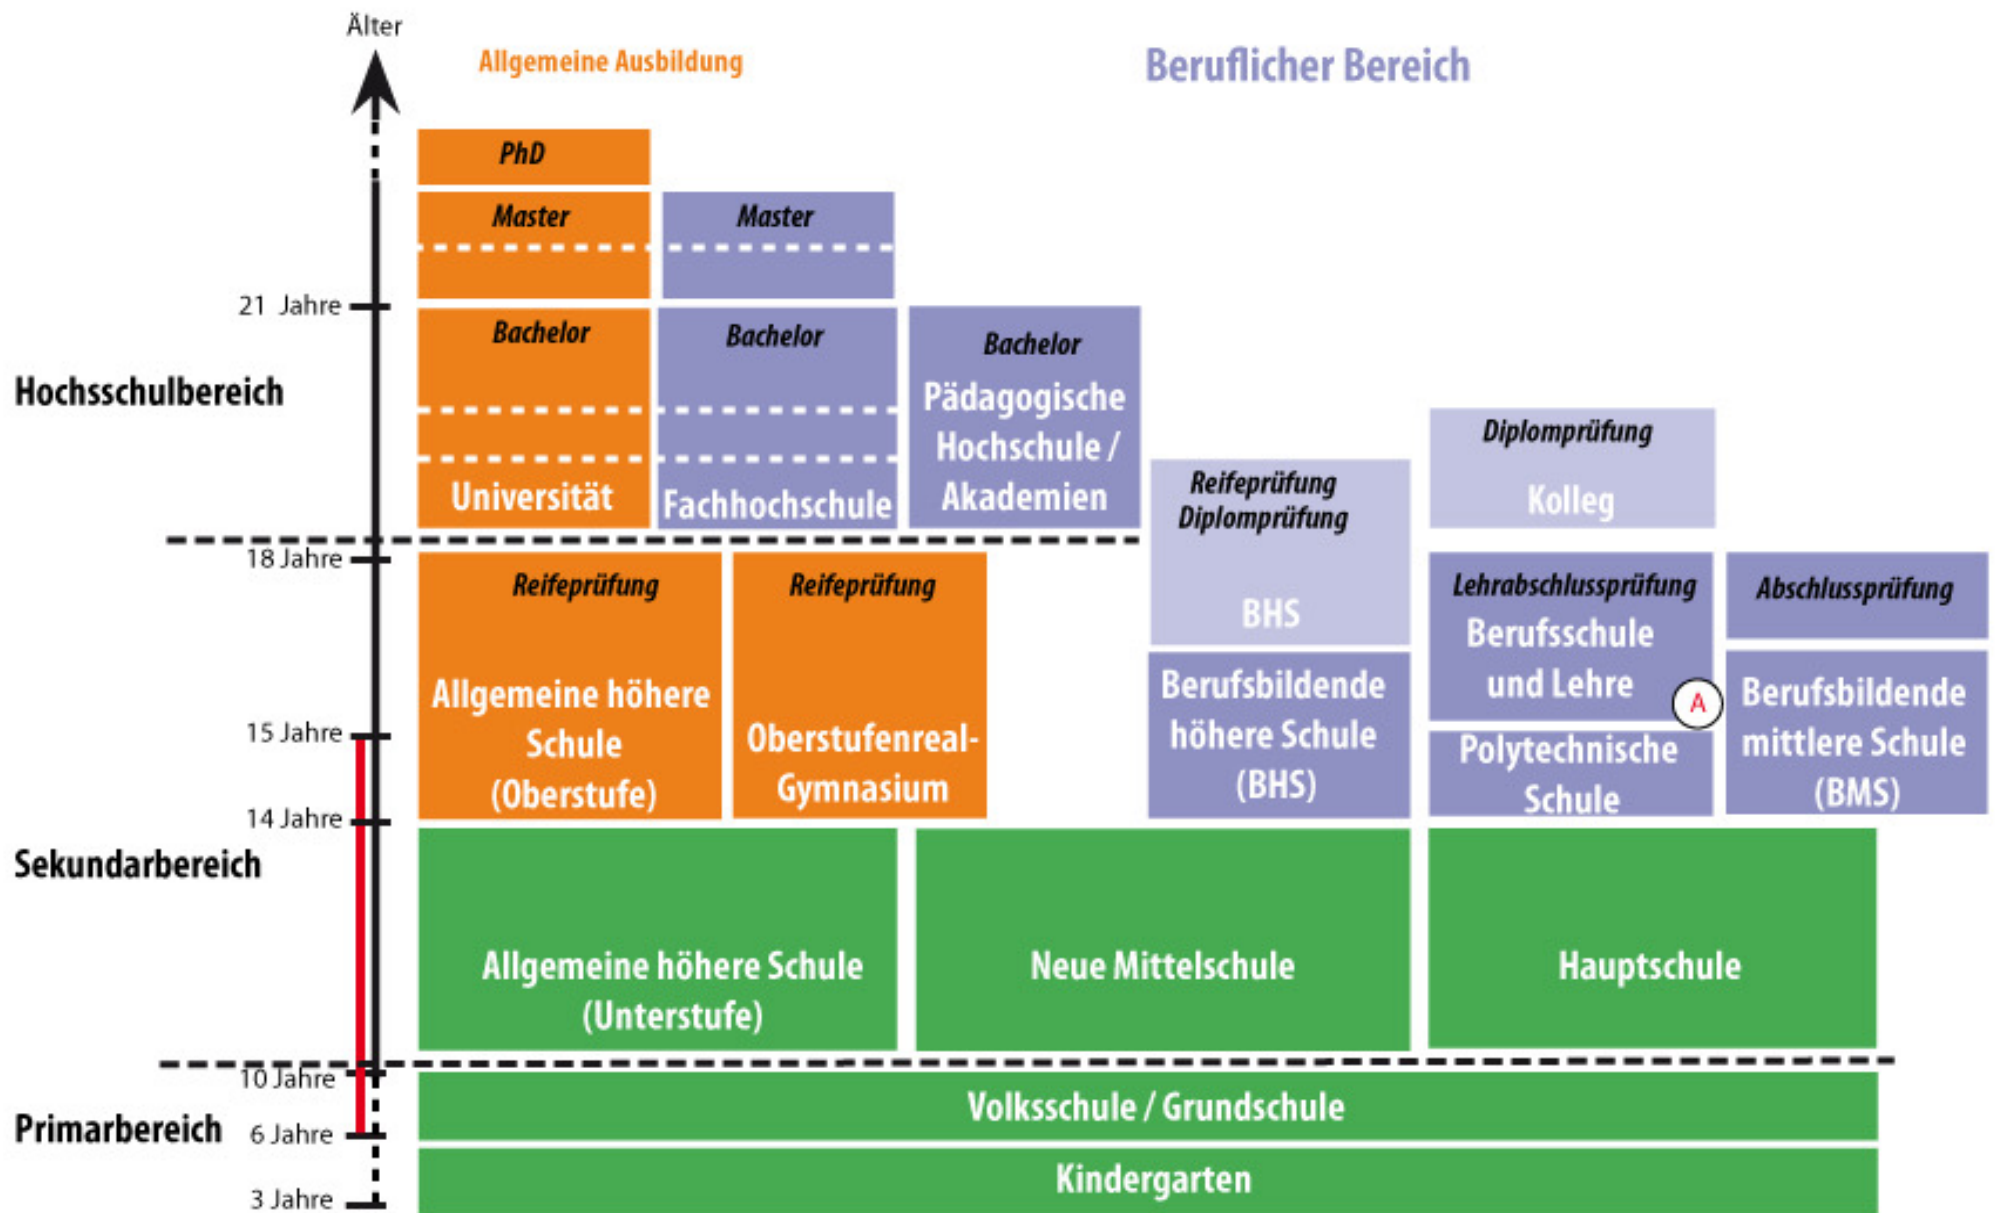 Älter
Allgemeine Ausbildung
Beruflicher Bereich
PhD
Master
Master
21 Jahre
Bachelor
Bachelor
Bachelor
Hochsschulbereich
Pädagogische
Hochschule /
Akademien
Universität
Fachhochschule
Reifeprüfung
Diplomprüfung
BHS
Diplomprüfung
Kolleg
18 Jahre
Reifeprüfung
Reifeprüfung
Lehrabschlussprüfung
Abschlussprüfung
Allgemeine höhere
Schule
(Oberstufe)
Oberstufenreal-
Gymnasium
Berufsbildende
höhere Schule
(BHS)
Berufsschule
und Lehre
A
Polytechnische
Schule
Berufsbildende
mittlere Schule
(BMS)
15 Jahre
14 Jahre
Sekundarbereich
Allgemeine höhere Schule
(Unterstufe)
Neue Mittelschule
Hauptschule
10 Jahre
Primarbereich
6 Jahre
Volksschule / Grundschule
Kindergarten
3 Jahre